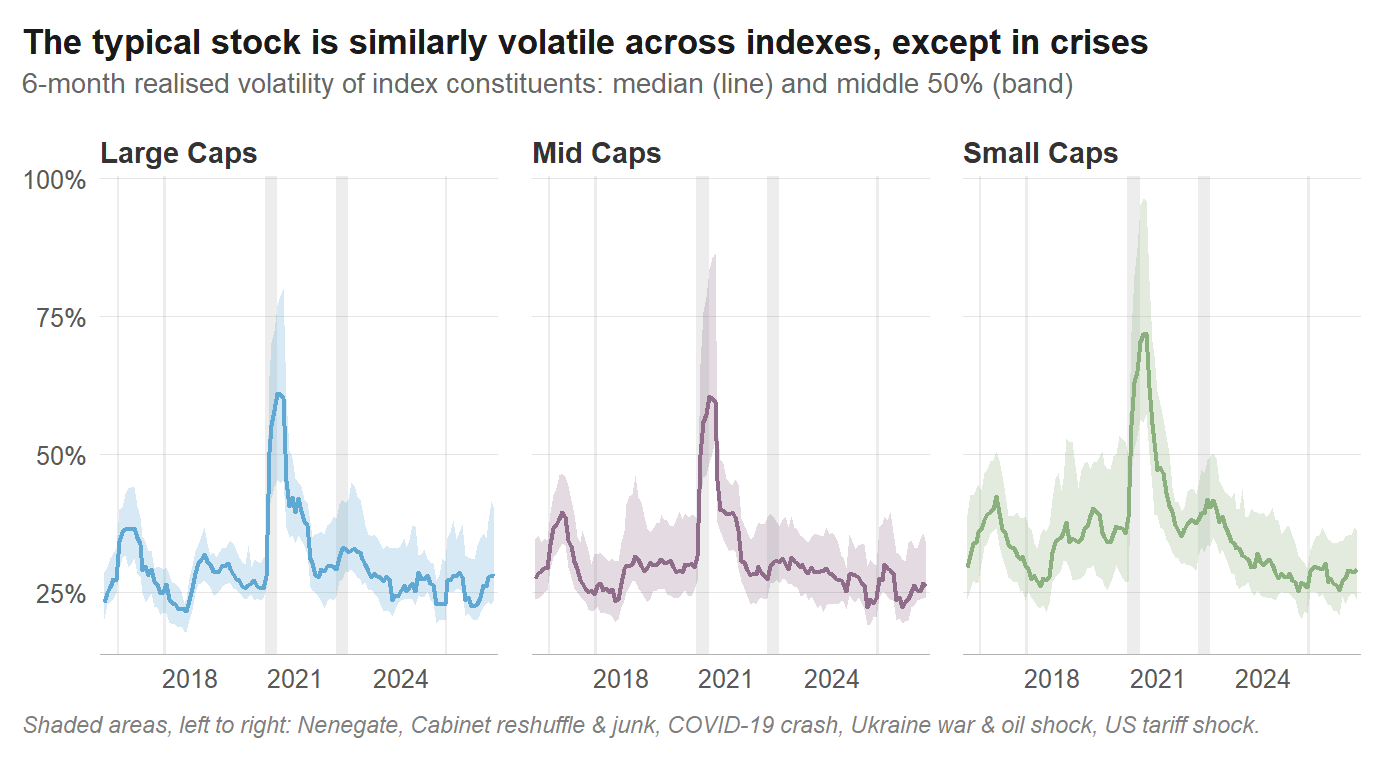 The typical stock is similarly volatile across indexes, except in crises
6-month realised volatility of index constituents: median (line) and middle 50% (band)
Large Caps
Mid Caps
Small Caps
100%
75%
50%
25%
2018
2021
2024
2018
2021
2024
2018
2021
2024
Shaded areas, left to right: Nenegate, Cabinet reshuffle & junk, COVID-19 crash, Ukraine war & oil shock, US tariff shock.